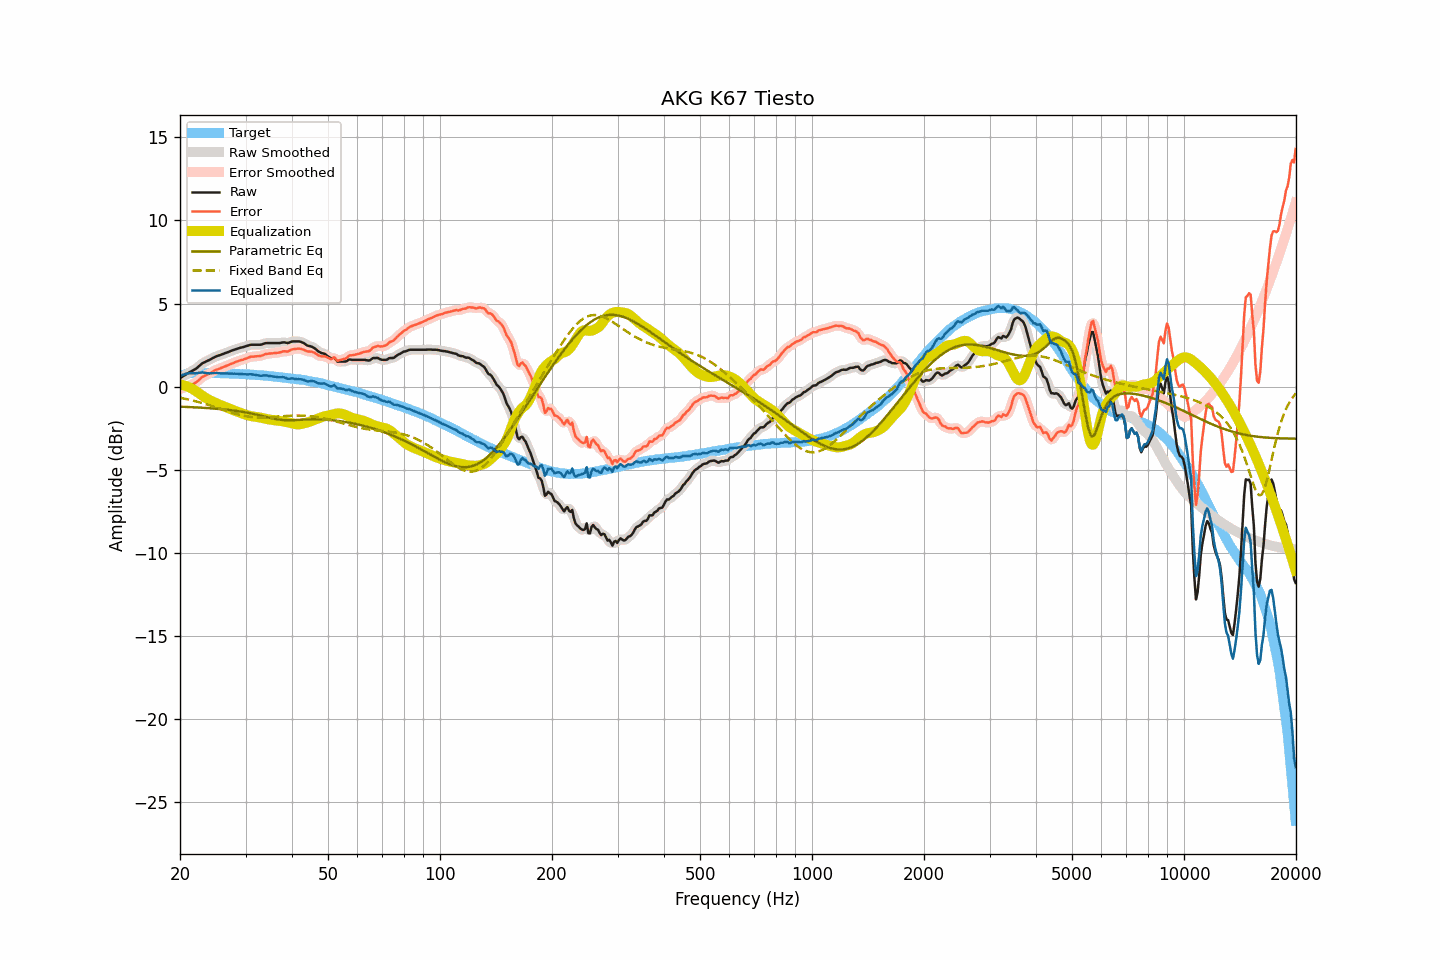 AKG K67 Tiesto
Target
Raw Smoothed
Error Smoothed
Raw
Error
Equalization
Parametric Eq
Fixed Band Eq
Equalized
15
10
5
0
−5
−10
−15
−20
−25
Amplitude (dBr)
20
50
100
200
500
1000
2000
5000
10000
20000
Frequency (Hz)